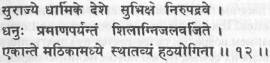 सुराज्ये धार्मिके देशे सुभिक्षे निरुपद्रवे ।
धनुः प्रमाणपर्यन्तं शिलाग्निजलवर्जिते ।
एकान्ते मठिकामध्ये स्थातव्यं हठयोगिना ॥ १२ ॥